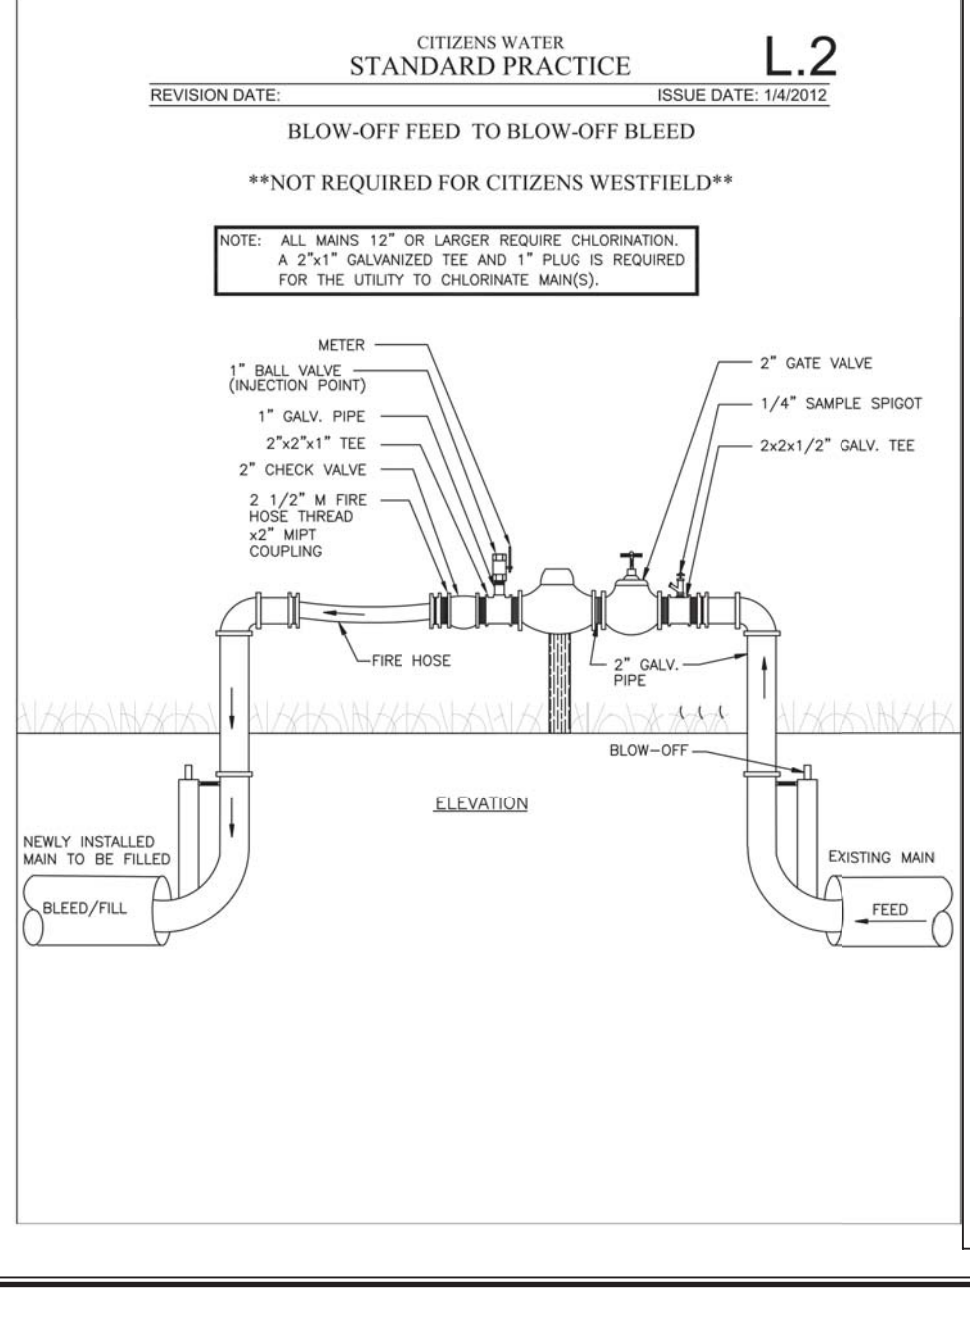 CITIZENS WATER
STANDARD PRACTICE
L.2
REVISION DATE:
ISSUE DATE: 1/4/2012
BLOW-OFF FEED TO BLOW-OFF BLEED
**NOT REQUIRED FOR CITIZENS WESTFIELD**
NOTE: ALL MAINS 12" OR LARGER REQUIRE CHLORINATION.
A 2"x1" GALVANIZED TEE AND 1" PLUG IS REQUIRED
FOR THE UTILITY TO CHLORINATE MAIN(S).
METER
1" BALL VALVE
(INJECTION POINT)
1" GALV. PIPE
2"x2"x1" TEE
2" CHECK VALVE
2 1/2" M FIRE
HOSE THREAD
x2" MIPT
COUPLING
2" GATE VALVE
1/4" SAMPLE SPIGOT
2x2x1/2" GALV. TEE
FIRE HOSE
2" GALV.
PIPE
BLOW-OFF
ELEVATION
NEWLY INSTALLED
MAIN TO BE FILLED
BLEED/FILL
EXISTING MAIN
FEED